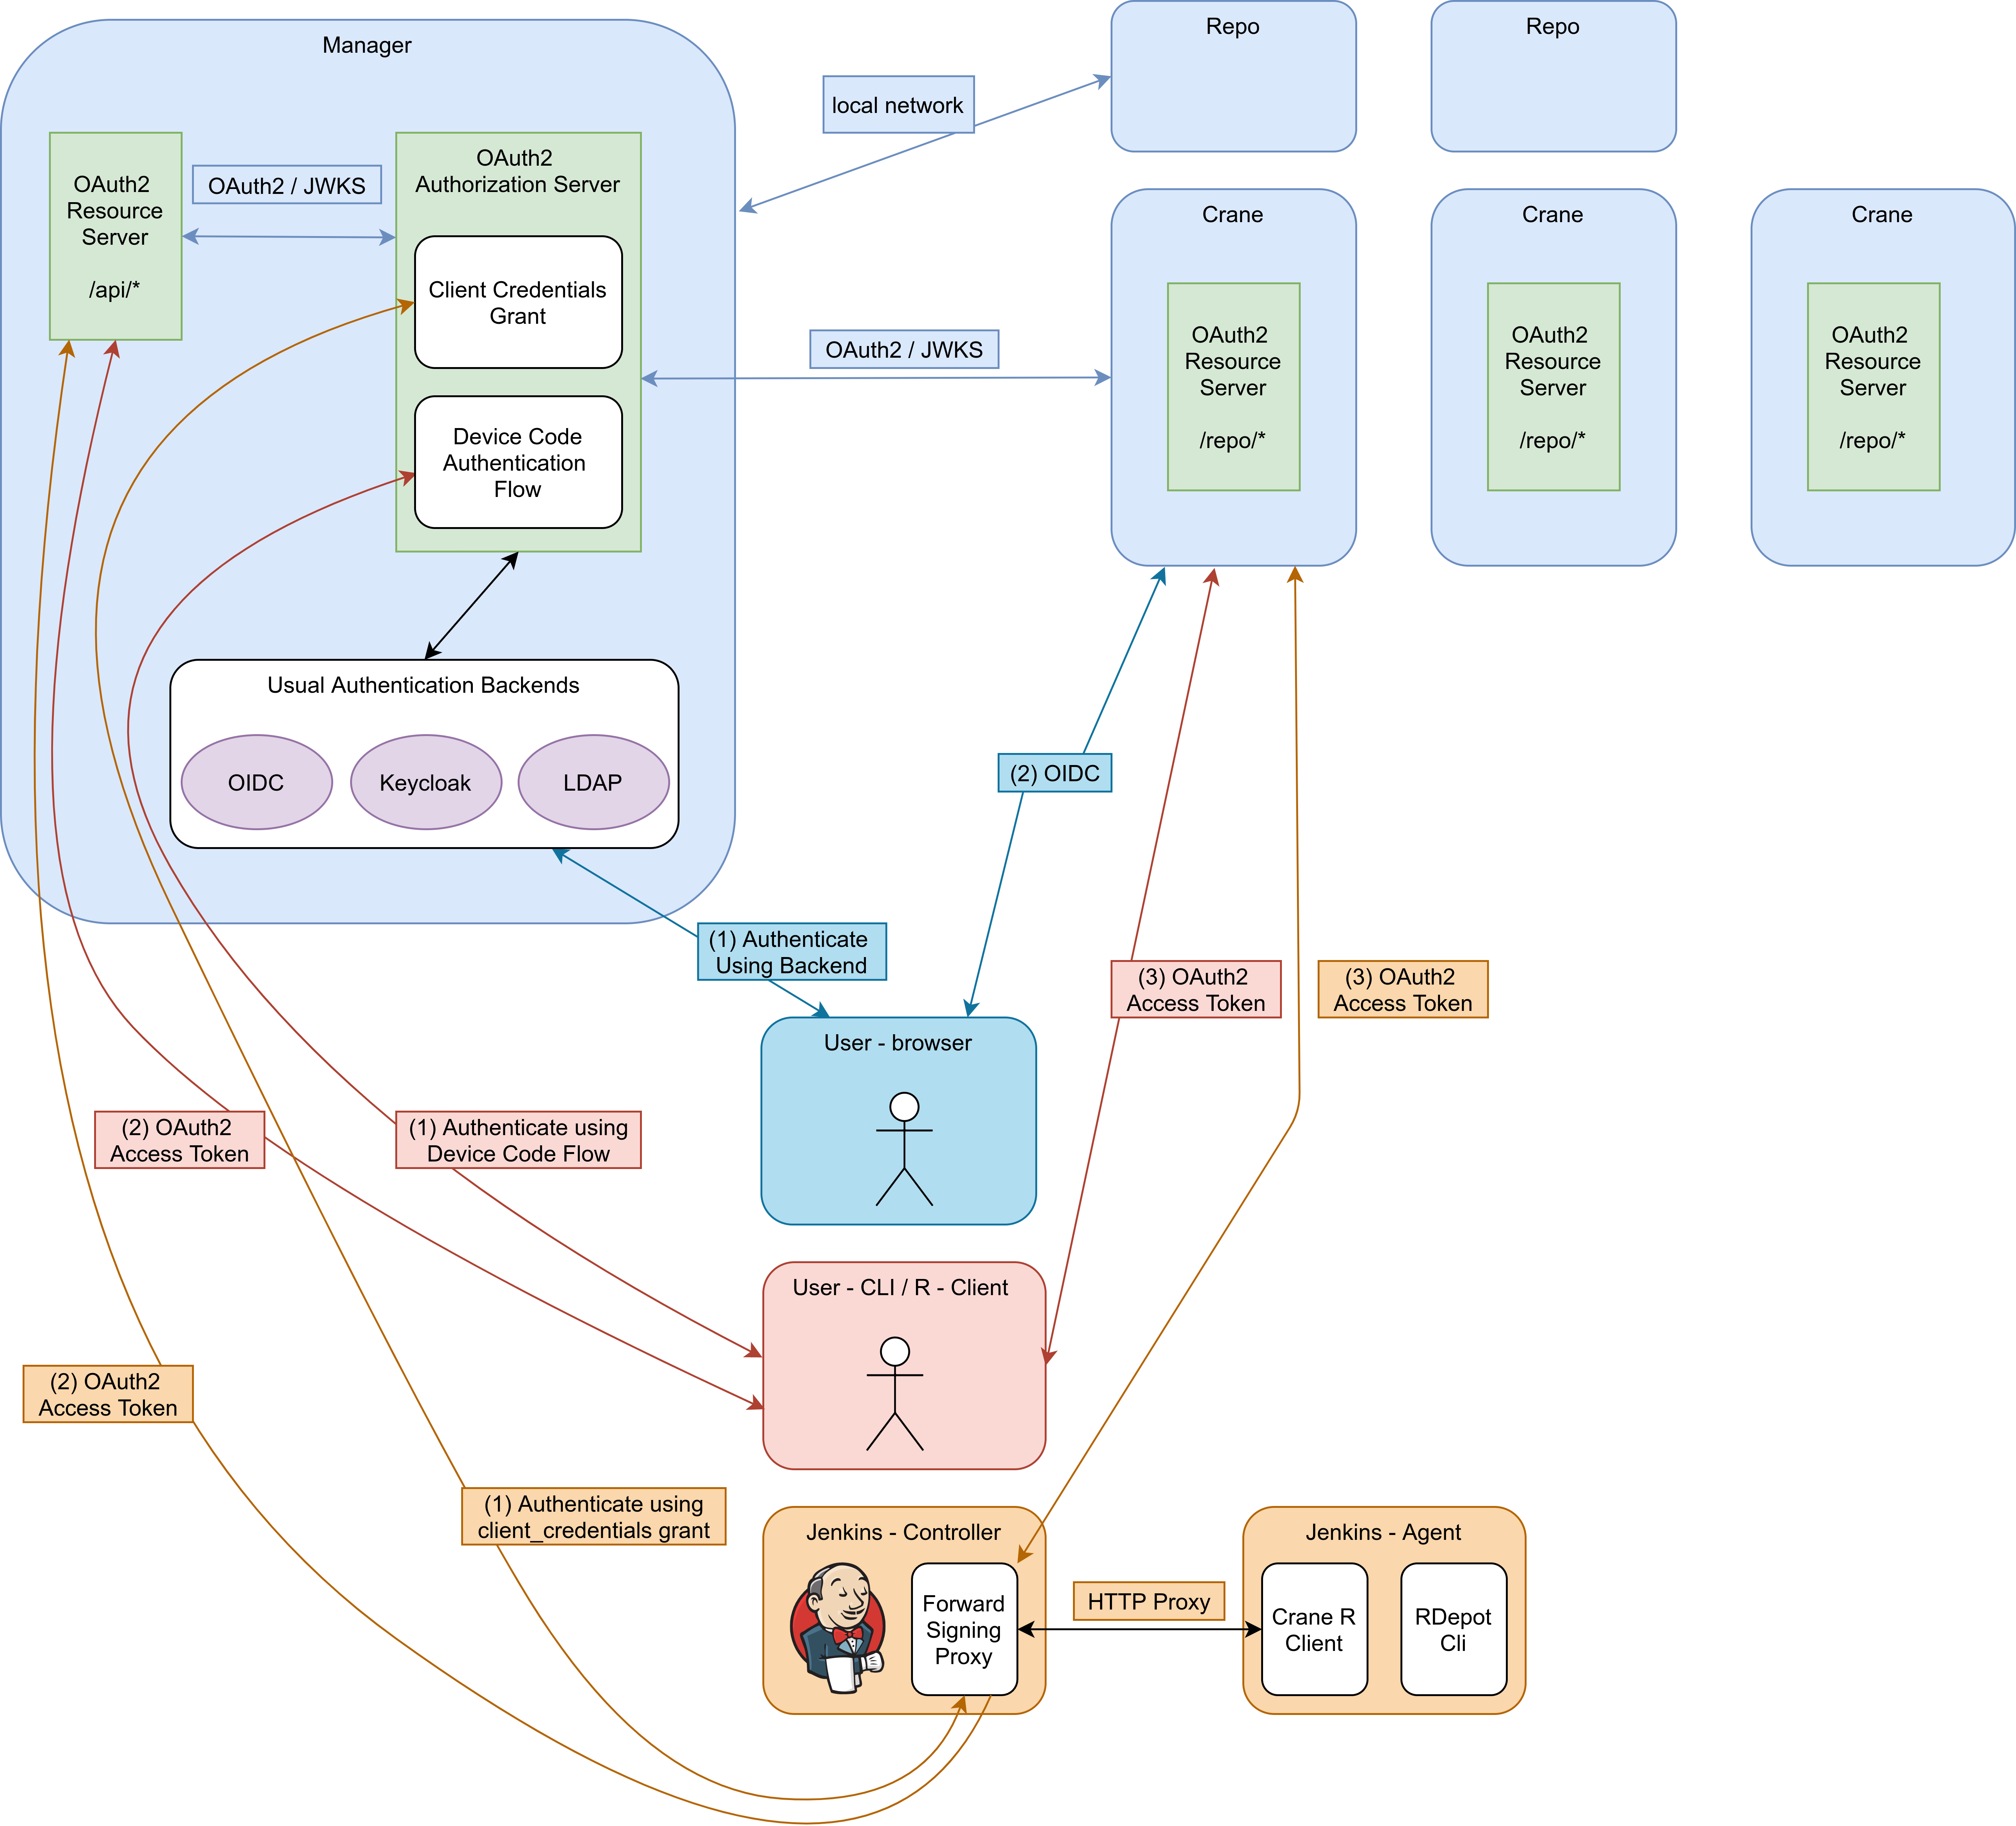 Manager
Repo
Repo
local network
OAuth2
Resource
Server
/api/*
OAuth2 / JWKS
OAuth2
Authorization Server
Client Credentials
Grant
Device Code
Authentication
Flow
Crane
OAuth2
Resource
Server
/repo/*
Crane
OAuth2
Resource
Server
/repo/*
Crane
OAuth2
Resource
Server
/repo/*
OAuth2 / JWKS
Usual Authentication Backends
OIDC
Keycloak
LDAP
(2) OIDC
(1) Authenticate
Using Backend
(3) OAuth2
Access Token
(3) OAuth2
Access Token
User - browser
(2) OAuth2
Access Token
(1) Authenticate using
Device Code Flow
User - CLI / R - Client
(2) OAuth2
Access Token
(1) Authenticate using
client_credentials grant
Jenkins - Controller
Forward
Signing
Proxy
HTTP Proxy
Jenkins - Agent
Crane R
Client
RDepot
Cli